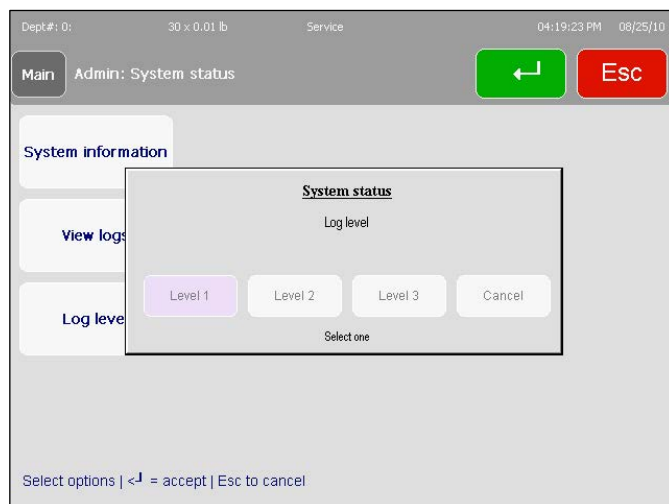 Dept#: 0: 30 x 0.01 lb Service 04:19:23 PM 08/25/10
Main Admin: System status Esc
System information
System status
Log level
View logs
Level 1 Level 2 Level 3 Cancel
Log leve
Select one
Select options | <┘ = accept | Esc to cancel